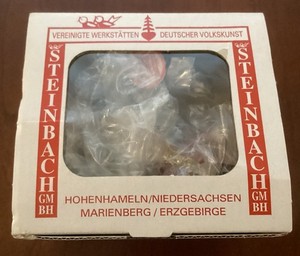 VEREINIGTE WERKSTÄTTEN DEUTSCHER VOLKSKUNST
STEINBACH GMBH
STEINBACH GMBH
HOHENHAMELN/NIEDERSACHSEN
MARIENBERG / ERZGEBIRGE